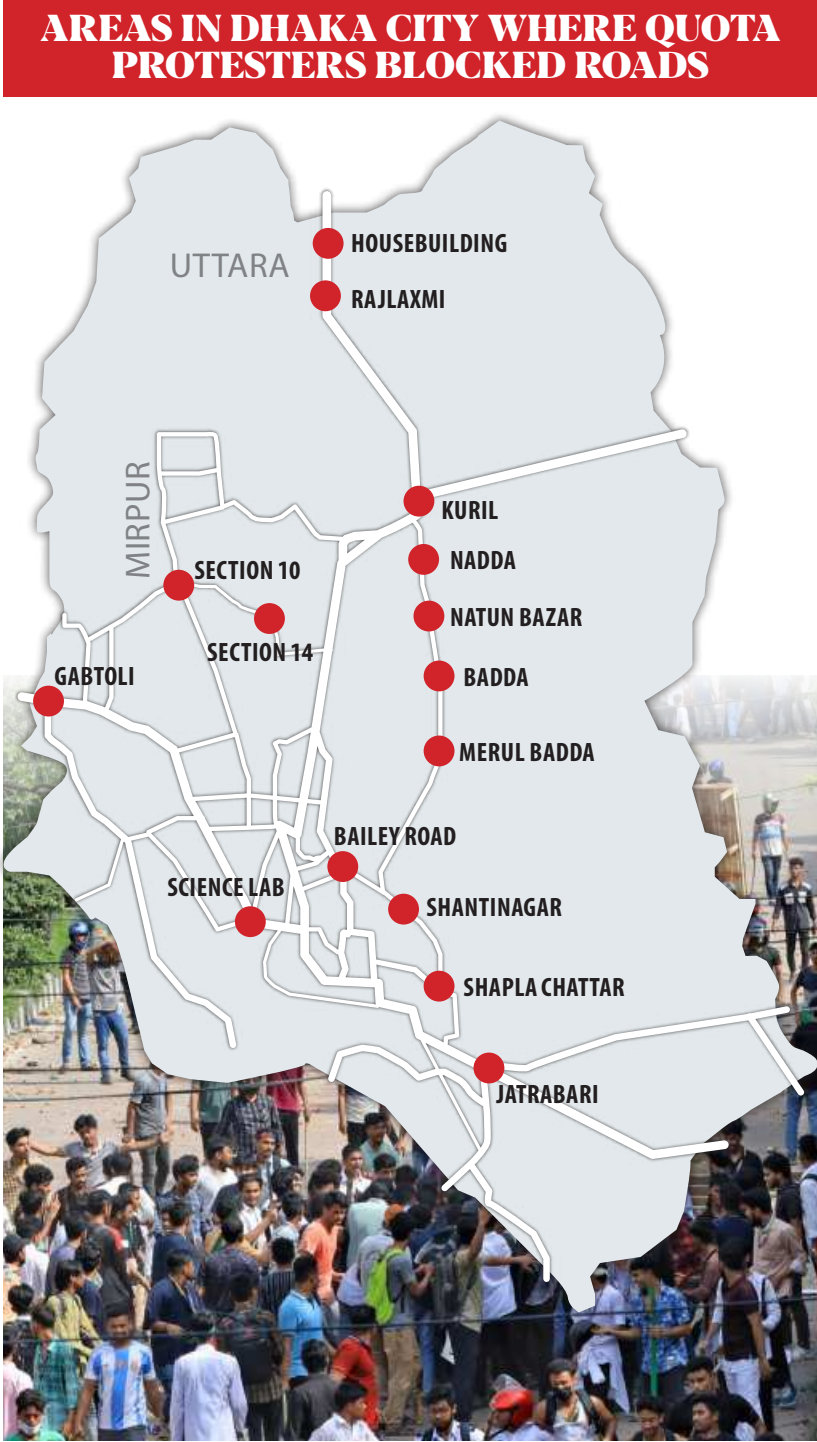 AREAS IN DHAKA CITY WHERE QUOTA
PROTESTERS BLOCKED ROADS
HOUSEBUILDING
UTTARA
RAJLAXMI
MIRPUR
KURIL
NADDA
SECTION 10
NATUN BAZAR
SECTION 14
GABTOLI
BADDA
MERUL BADDA
BAILEY ROAD
SCIENCE LAB
SHANTINAGAR
SHAPLA CHATTAR
JATRABARI